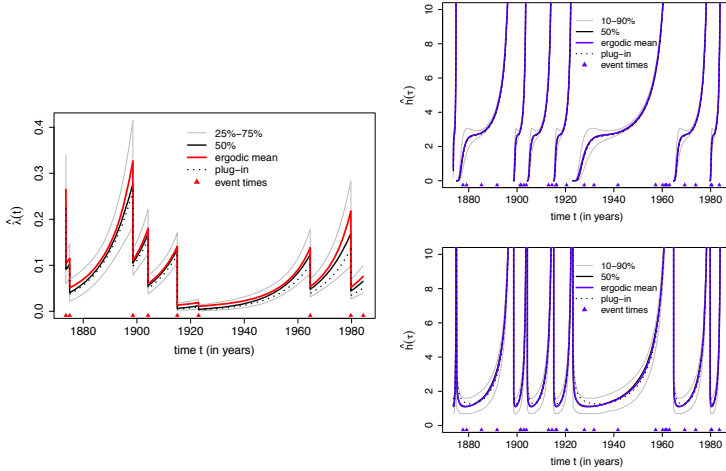 0.4
0.3
0.2
0.1
0.0
λ̂(t)
25%−75%
50%
ergodic mean
plug−in
event times
1880 1900 1920 1940 1960 1980
time t (in years)
10
8
6
4
2
0
ĥ(τ)
10−90%
50%
ergodic mean
plug−in
event times
1880 1900 1920 1940 1960 1980
time t (in years)
10
8
6
4
2
0
ĥ(τ)
10−90%
50%
ergodic mean
plug−in
event times
1880 1900 1920 1940 1960 1980
time t (in years)